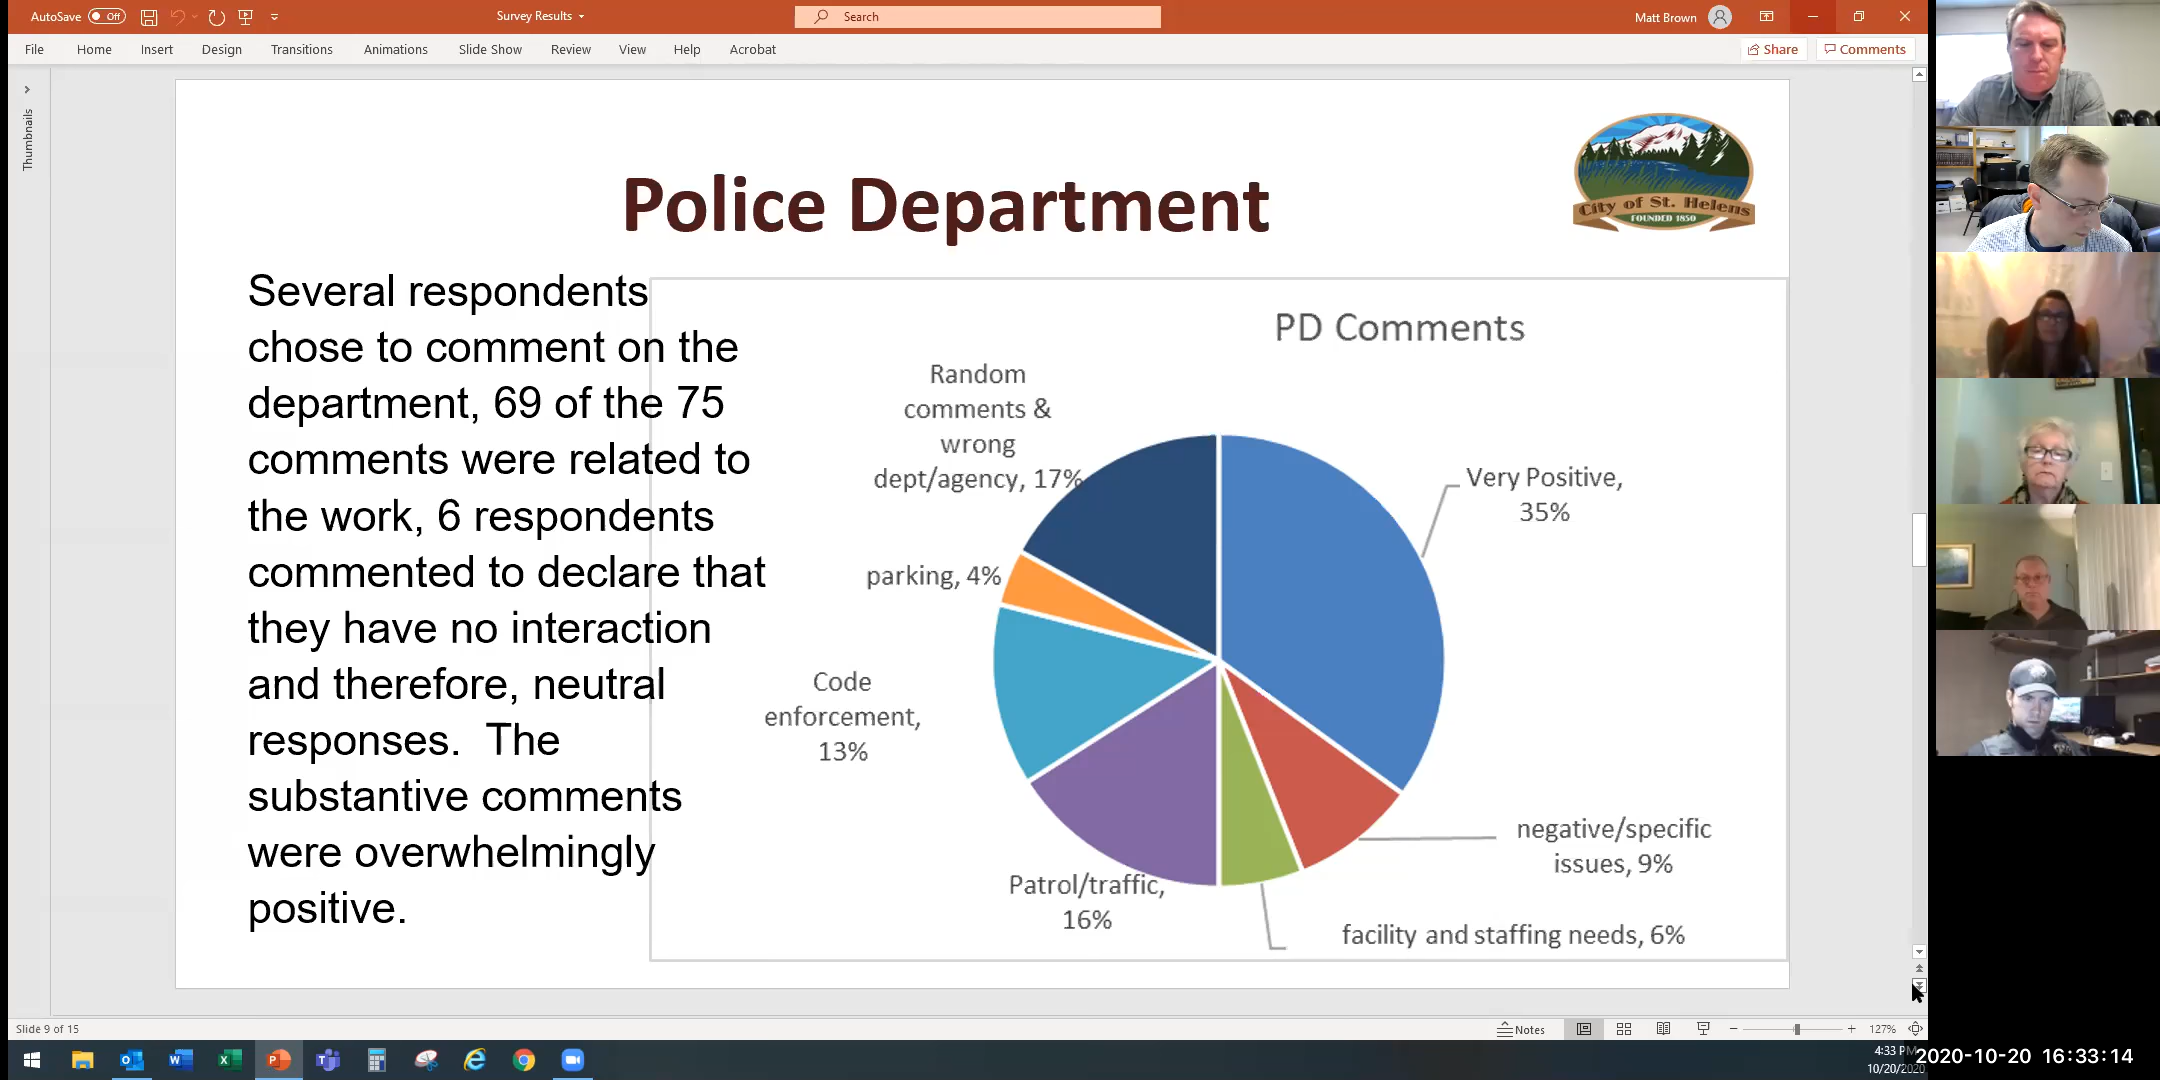 AutoSave Off
Survey Results
Search
Matt Brown
File Home Insert Design Transitions Animations Slide Show Review View Help Acrobat
Share Comments
Thumbnails
City of St. Helens
FOUNDED 1850
Police Department
Several respondents
chose to comment on the
department, 69 of the 75
comments were related to
the work, 6 respondents
commented to declare that
they have no interaction
and therefore, neutral
responses.  The
substantive comments
were overwhelmingly
positive.
PD Comments
Random
comments &
wrong
dept/agency, 17%
Very Positive,
35%
parking, 4%
Code
enforcement,
13%
negative/specific
issues, 9%
Patrol/traffic,
16%
facility and staffing needs, 6%
Slide 9 of 15
Notes
127%
4:33 PM
10/20/2020
2020-10-20 16:33:14